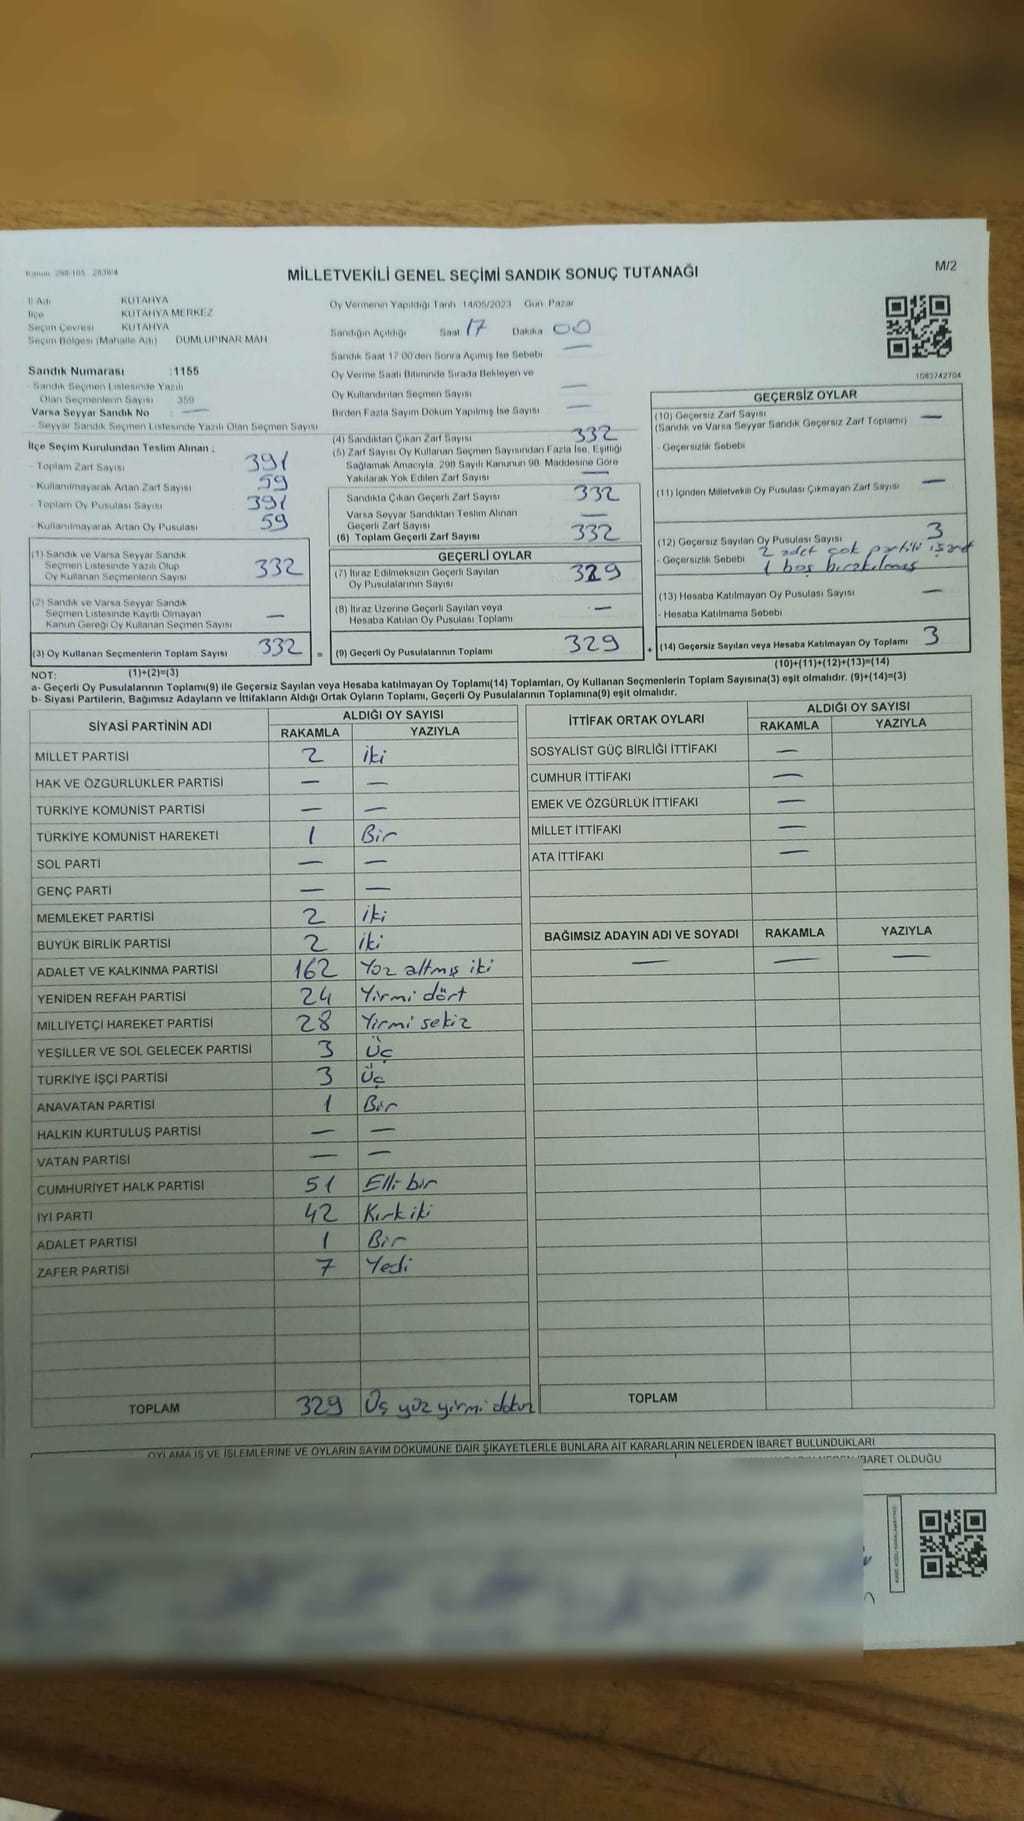 Kanun: 298/105 - 2839/4
MİLLETVEKİLİ GENEL SEÇİMİ SANDIK SONUÇ TUTANAĞI
M/2
İl Adı KÜTAHYA
İlçe KÜTAHYA MERKEZ
Seçim Çevresi KÜTAHYA
Seçim Bölgesi (Mahalle Adı) DUMLUPINAR MAH
Sandık Numarası :1155
- Sandık Seçmen Listesinde Yazılı
Olan Seçmenlerin Sayısı 359
Varsa Seyyar Sandık No —
- Seyyar Sandık Seçmen Listesinde Yazılı Olan Seçmen Sayısı
İlçe Seçim Kurulundan Teslim Alınan ;
- Toplam Zarf Sayısı 391
- Kullanılmayarak Artan Zarf Sayısı 59
- Toplam Oy Pusulası Sayısı 391
- Kullanılmayarak Artan Oy Pusulası 59
(1) Sandık ve Varsa Seyyar Sandık
Seçmen Listesinde Yazılı Olup
Oy Kullanan Seçmenlerin Sayısı 332
(2) Sandık ve Varsa Seyyar Sandık
Seçmen Listesinde Kayıtlı Olmayan
Kanun Gereği Oy Kullanan Seçmen Sayısı —
(3) Oy Kullanan Seçmenlerin Toplam Sayısı 332 =
Oy Vermenin Yapıldığı Tarih 14/05/2023 Gün Pazar
Sandığın Açıldığı Saat 17 Dakika 00
Sandık Saat 17 00'den Sonra Açımış İse Sebebi —
Oy Verme Saati Bitiminde Sırada Bekleyen ve
Oy Kullandırılan Seçmen Sayısı —
Birden Fazla Sayım Döküm Yapılmış İse Sayısı —
(4) Sandıktan Çıkan Zarf Sayısı 332
(5) Zarf Sayısı Oy Kullanan Seçmen Sayısından Fazla İse, Eşitliği
Sağlamak Amacıyla, 298 Sayılı Kanunun 98. Maddesine Göre
Yakılarak Yok Edilen Zarf Sayısı —
Sandıkta Çıkan Geçerli Zarf Sayısı 332
Varsa Seyyar Sandıktan Teslim Alınan
Geçerli Zarf Sayısı —
(6) Toplam Geçerli Zarf Sayısı 332
GEÇERLİ OYLAR
(7) İtiraz Edilmeksizin Geçerli Sayılan
Oy Pusulalarının Sayısı 329
(8) İtiraz Üzerine Geçerli Sayılan veya
Hesaba Katılan Oy Pusulası Toplamı —
(9) Geçerli Oy Pusulalarının Toplamı 329 +
1083742704
GEÇERSİZ OYLAR
(10) Geçersiz Zarf Sayısı —
(Sandık ve Varsa Seyyar Sandık Geçersiz Zarf Toplamı)
- Geçersizlik Sebebi
(11) İçinden Milletvekili Oy Pusulası Çıkmayan Zarf Sayısı —
(12) Geçersiz Sayılan Oy Pusulası Sayısı 3
- Geçersizlik Sebebi 2 adet çok partili işaret
1 boş bırakılmış
(13) Hesaba Katılmayan Oy Pusulası Sayısı —
- Hesaba Katılmama Sebebi
(14) Geçersiz Sayılan veya Hesaba Katılmayan Oy Toplamı 3
NOT: (1)+(2)=(3) (10)+(11)+(12)+(13)=(14)
a- Geçerli Oy Pusulalarının Toplamı(9) ile Geçersiz Sayılan veya Hesaba katılmayan Oy Toplamı(14) Toplamları, Oy Kullanan Seçmenlerin Toplam Sayısına(3) eşit olmalıdır. (9)+(14)=(3)
b- Siyasi Partilerin, Bağımsız Adayların ve İttifakların Aldığı Ortak Oyların Toplamı, Geçerli Oy Pusulalarının Toplamına(9) eşit olmalıdır.
SİYASİ PARTİNİN ADI ALDIĞI OY SAYISI
RAKAMLA YAZIYLA
MİLLET PARTİSİ 2 iki
HAK VE ÖZGÜRLÜKLER PARTİSİ — —
TÜRKİYE KOMÜNİST PARTİSİ — —
TÜRKİYE KOMÜNİST HAREKETİ 1 Bir
SOL PARTİ — —
GENÇ PARTİ — —
MEMLEKET PARTİSİ 2 iki
BÜYÜK BİRLİK PARTİSİ 2 iki
ADALET VE KALKINMA PARTİSİ 162 Yüz altmış iki
YENİDEN REFAH PARTİSİ 24 Yirmi dört
MİLLİYETÇİ HAREKET PARTİSİ 28 Yirmi sekiz
YEŞİLLER VE SOL GELECEK PARTİSİ 3 Üç
TÜRKİYE İŞÇİ PARTİSİ 3 Üç
ANAVATAN PARTİSİ 1 Bir
HALKIN KURTULUŞ PARTİSİ — —
VATAN PARTİSİ — —
CUMHURİYET HALK PARTİSİ 51 Elli bir
İYİ PARTİ 42 Kırk iki
ADALET PARTİSİ 1 Bir
ZAFER PARTİSİ 7 Yedi
TOPLAM 329 Üç yüz yirmi dokuz
İTTİFAK ORTAK OYLARI ALDIĞI OY SAYISI
RAKAMLA YAZIYLA
SOSYALİST GÜÇ BİRLİĞİ İTTİFAKI —
CUMHUR İTTİFAKI —
EMEK VE ÖZGÜRLÜK İTTİFAKI —
MİLLET İTTİFAKI —
ATA İTTİFAKI —
BAĞIMSIZ ADAYIN ADI VE SOYADI RAKAMLA YAZIYLA
— — —
TOPLAM
OYLAMA İŞ VE İŞLEMLERİNE VE OYLARIN SAYIM DÖKÜMÜNE DAİR ŞİKAYETLERLE BUNLARA AİT KARARLARIN NELERDEN İBARET BULUNDUKLARI
İBARET OLDUĞU